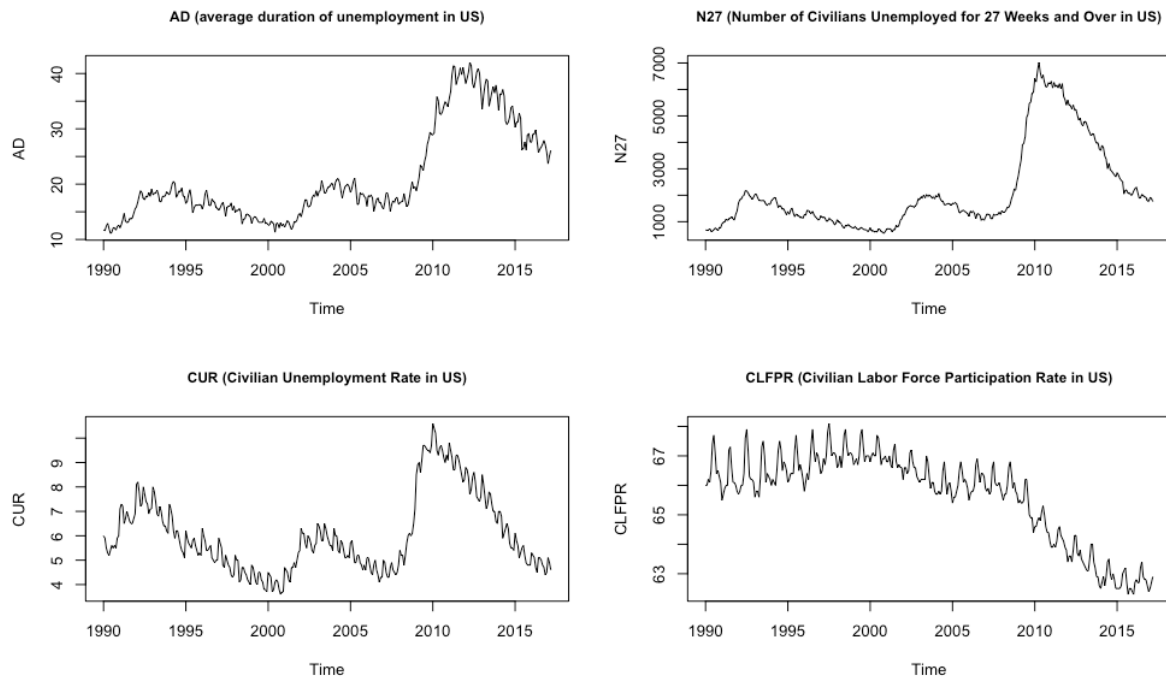 AD (average duration of unemployment in US)
AD
10 20 30 40
1990 1995 2000 2005 2010 2015
Time
N27 (Number of Civilians Unemployed for 27 Weeks and Over in US)
N27
1000 3000 5000 7000
1990 1995 2000 2005 2010 2015
Time
CUR (Civilian Unemployment Rate in US)
CUR
4 5 6 7 8 9
1990 1995 2000 2005 2010 2015
Time
CLFPR (Civilian Labor Force Participation Rate in US)
CLFPR
63 65 67
1990 1995 2000 2005 2010 2015
Time